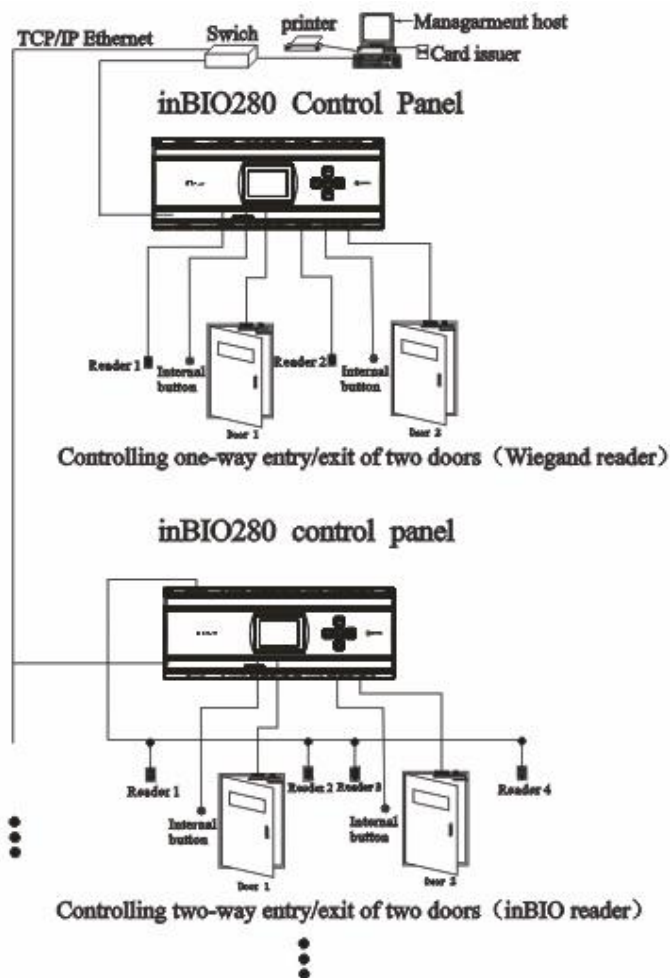 printer
Managarment host
TCP/IP Ethernet
Swich
Card issuer
inBIO280 Control Panel
Reader 1
Internal
button
Reader 2
Internal
button
Door 1
Door 2
Controlling one-way entry/exit of two doors（Wiegand reader）
inBIO280 control panel
Reader 1
Reader 2
Reader 3
Reader 4
Internal
button
Internal
button
Door 1
Door 2
Controlling two-way entry/exit of two doors（inBIO reader）